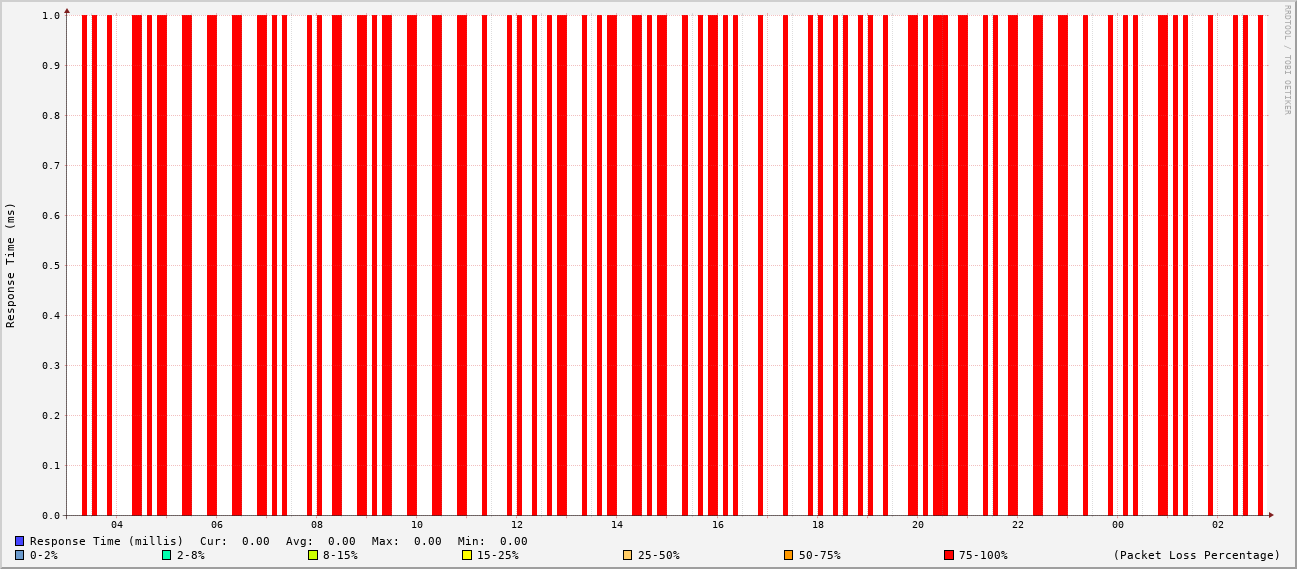 RRDTOOL / TOBI OETIKER
Response Time (ms)
1.0
0.9
0.8
0.7
0.6
0.5
0.4
0.3
0.2
0.1
0.0
04 06 08 10 12 14 16 18 20 22 00 02
Response Time (millis) Cur: 0.00 Avg: 0.00 Max: 0.00 Min: 0.00
0-2% 2-8% 8-15% 15-25% 25-50% 50-75% 75-100% (Packet Loss Percentage)